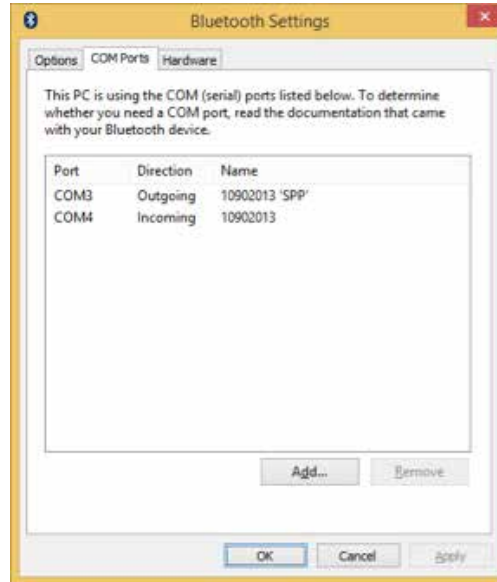 Bluetooth Settings
Options COM Ports Hardware
This PC is using the COM (serial) ports listed below. To determine
whether you need a COM port, read the documentation that came
with your Bluetooth device.
Port Direction Name
COM3 Outgoing 10902013 'SPP'
COM4 Incoming 10902013
Add... Remove
OK Cancel Apply